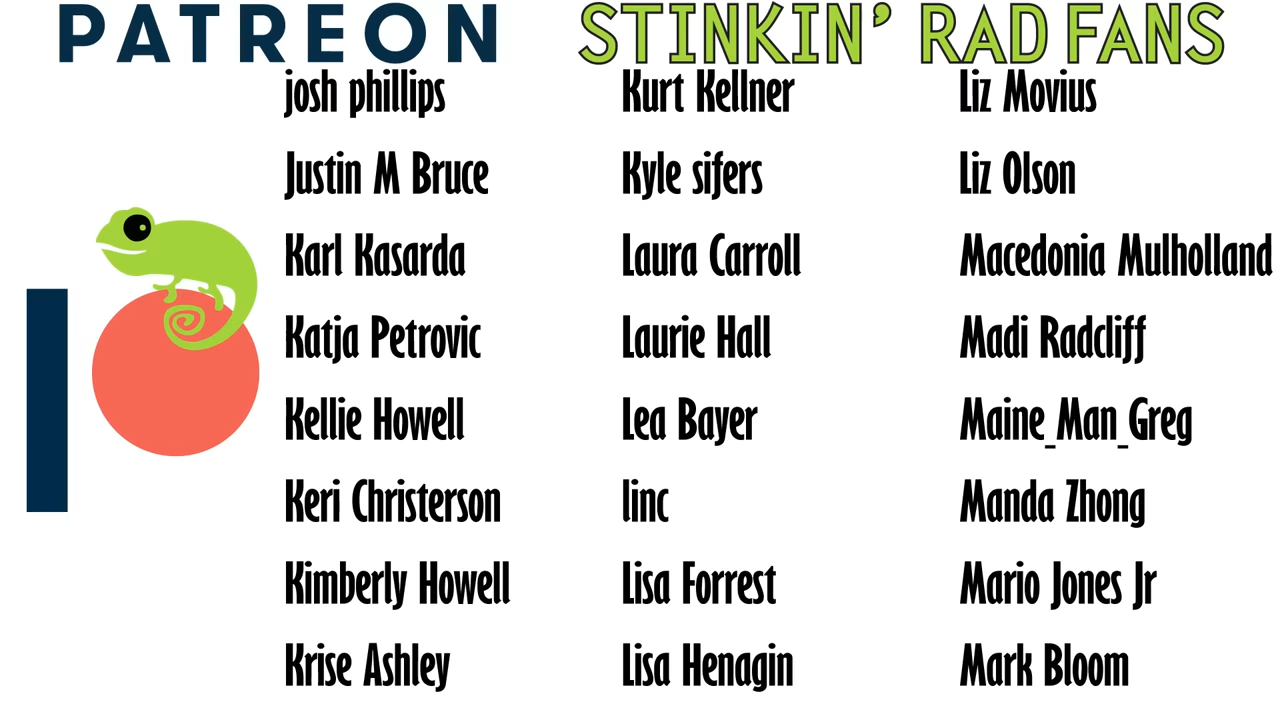 PATREON STINKIN' RAD FANS
josh phillips
Justin M Bruce
Karl Kasarda
Katja Petrovic
Kellie Howell
Keri Christerson
Kimberly Howell
Krise Ashley
Kurt Kellner
Kyle sifers
Laura Carroll
Laurie Hall
Lea Bayer
linc
Lisa Forrest
Lisa Henagin
Liz Movius
Liz Olson
Macedonia Mulholland
Madi Radcliff
Maine_Man_Greg
Manda Zhong
Mario Jones Jr
Mark Bloom